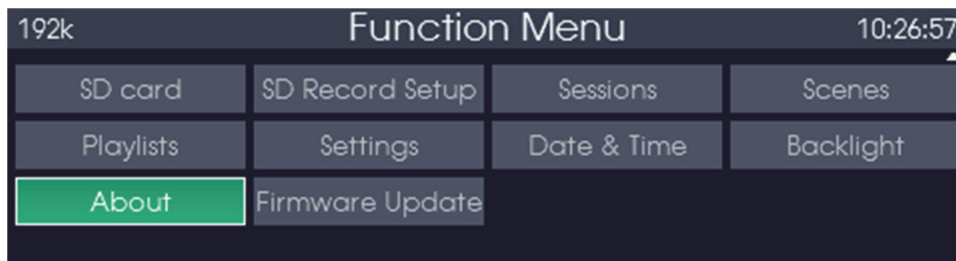 192k Function Menu 10:26:57
SD card SD Record Setup Sessions Scenes
Playlists Settings Date & Time Backlight
About Firmware Update